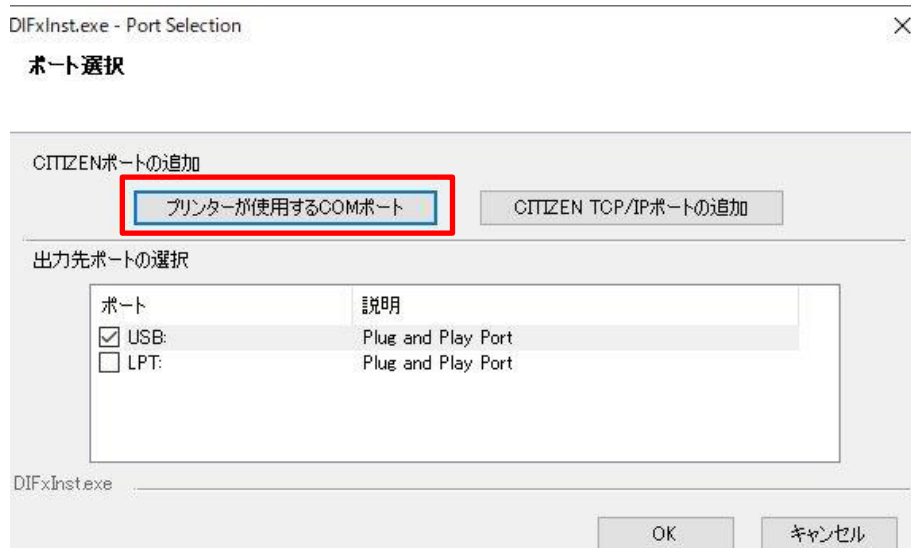 DIFxInst.exe - Port Selection
ポート選択
CITIZENポートの追加
プリンターが使用するCOMポート
CITIZEN TCP/IPポートの追加
出力先ポートの選択
ポート 説明
USB: Plug and Play Port
LPT: Plug and Play Port
DIFxInst.exe
OK キャンセル